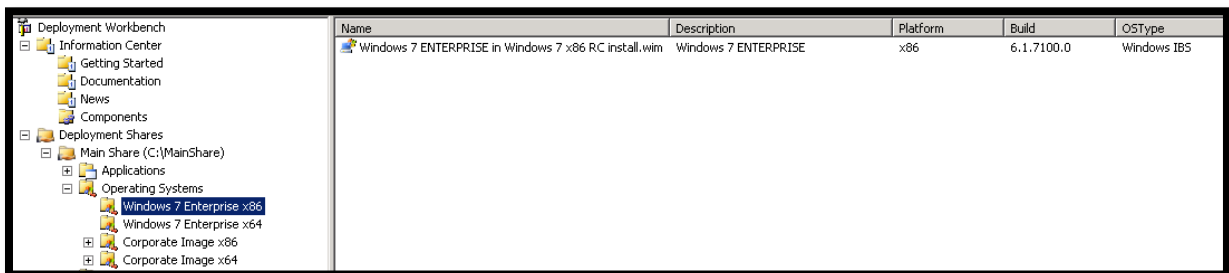 Deployment Workbench
Information Center
Getting Started
Documentation
News
Components
Deployment Shares
Main Share (C:\MainShare)
Applications
Operating Systems
Windows 7 Enterprise x86
Windows 7 Enterprise x64
Corporate Image x86
Corporate Image x64
Name Description Platform Build OSType
Windows 7 ENTERPRISE in Windows 7 x86 RC install.wim Windows 7 ENTERPRISE x86 6.1.7100.0 Windows IBS